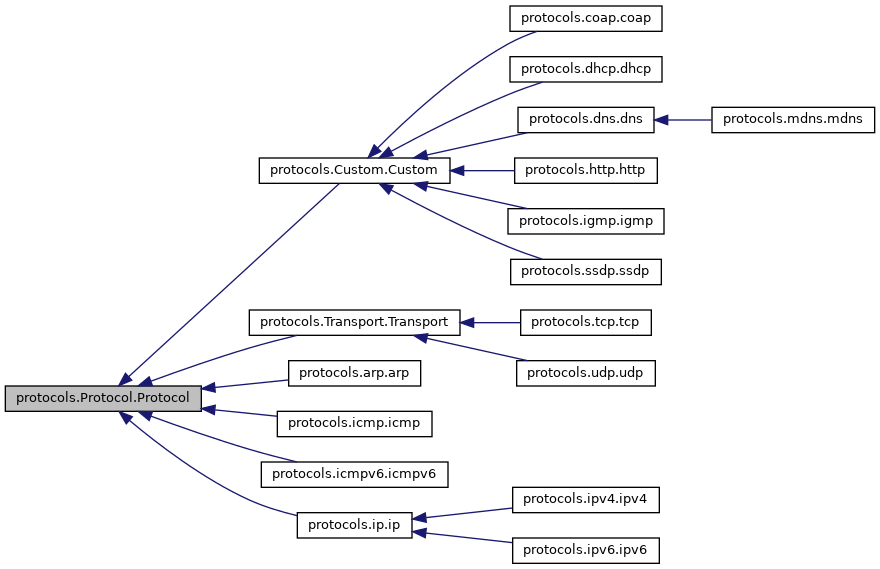 protocols.coap.coap
protocols.dhcp.dhcp
protocols.dns.dns
protocols.mdns.mdns
protocols.Custom.Custom
protocols.http.http
protocols.igmp.igmp
protocols.ssdp.ssdp
protocols.Transport.Transport
protocols.tcp.tcp
protocols.arp.arp
protocols.udp.udp
protocols.Protocol.Protocol
protocols.icmp.icmp
protocols.icmpv6.icmpv6
protocols.ip.ip
protocols.ipv4.ipv4
protocols.ipv6.ipv6